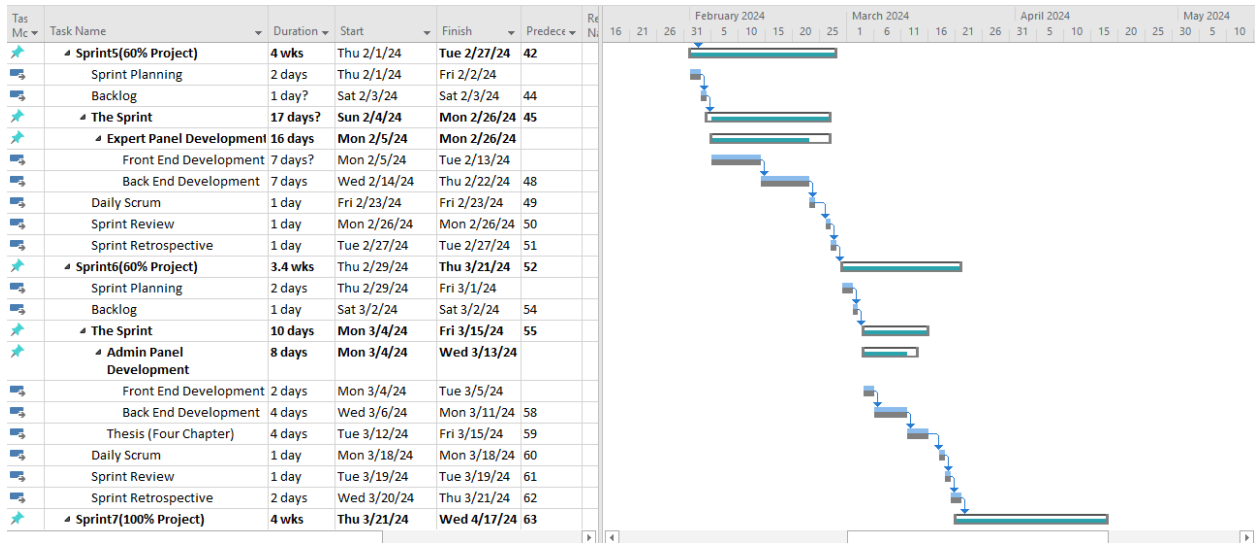 Tas Re February 2024 March 2024 April 2024 May 2024
Mc Task Name Duration Start Finish Predece Na 16 21 26 31 5 10 15 20 25 1 6 11 16 21 26 31 5 10 15 20 25 30 5 10
Sprint5(60% Project) 4 wks Thu 2/1/24 Tue 2/27/24 42
Sprint Planning 2 days Thu 2/1/24 Fri 2/2/24
Backlog 1 day? Sat 2/3/24 Sat 2/3/24 44
The Sprint 17 days? Sun 2/4/24 Mon 2/26/24 45
Expert Panel Development 16 days Mon 2/5/24 Mon 2/26/24
Front End Development 7 days? Mon 2/5/24 Tue 2/13/24
Back End Development 7 days Wed 2/14/24 Thu 2/22/24 48
Daily Scrum 1 day Fri 2/23/24 Fri 2/23/24 49
Sprint Review 1 day Mon 2/26/24 Mon 2/26/24 50
Sprint Retrospective 1 day Tue 2/27/24 Tue 2/27/24 51
Sprint6(60% Project) 3.4 wks Thu 2/29/24 Thu 3/21/24 52
Sprint Planning 2 days Thu 2/29/24 Fri 3/1/24
Backlog 1 day Sat 3/2/24 Sat 3/2/24 54
The Sprint 10 days Mon 3/4/24 Fri 3/15/24 55
Admin Panel 8 days Mon 3/4/24 Wed 3/13/24
Development
Front End Development 2 days Mon 3/4/24 Tue 3/5/24
Back End Development 4 days Wed 3/6/24 Mon 3/11/24 58
Thesis (Four Chapter) 4 days Tue 3/12/24 Fri 3/15/24 59
Daily Scrum 1 day Mon 3/18/24 Mon 3/18/24 60
Sprint Review 1 day Tue 3/19/24 Tue 3/19/24 61
Sprint Retrospective 2 days Wed 3/20/24 Thu 3/21/24 62
Sprint7(100% Project) 4 wks Thu 3/21/24 Wed 4/17/24 63